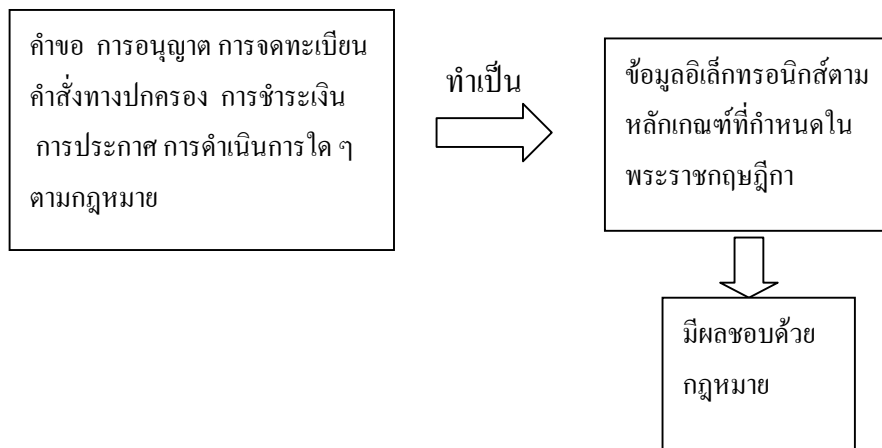 คำขอ การอนุญาต การจดทะเบียน
คำสั่งทางปกครอง การชำระเงิน
การประกาศ การดำเนินการใด ๆ
ตามกฎหมาย
ทำเป็น
ข้อมูลอิเล็กทรอนิกส์ตาม
หลักเกณฑ์ที่กำหนดใน
พระราชกฤษฎีกา
มีผลชอบด้วย
กฎหมาย